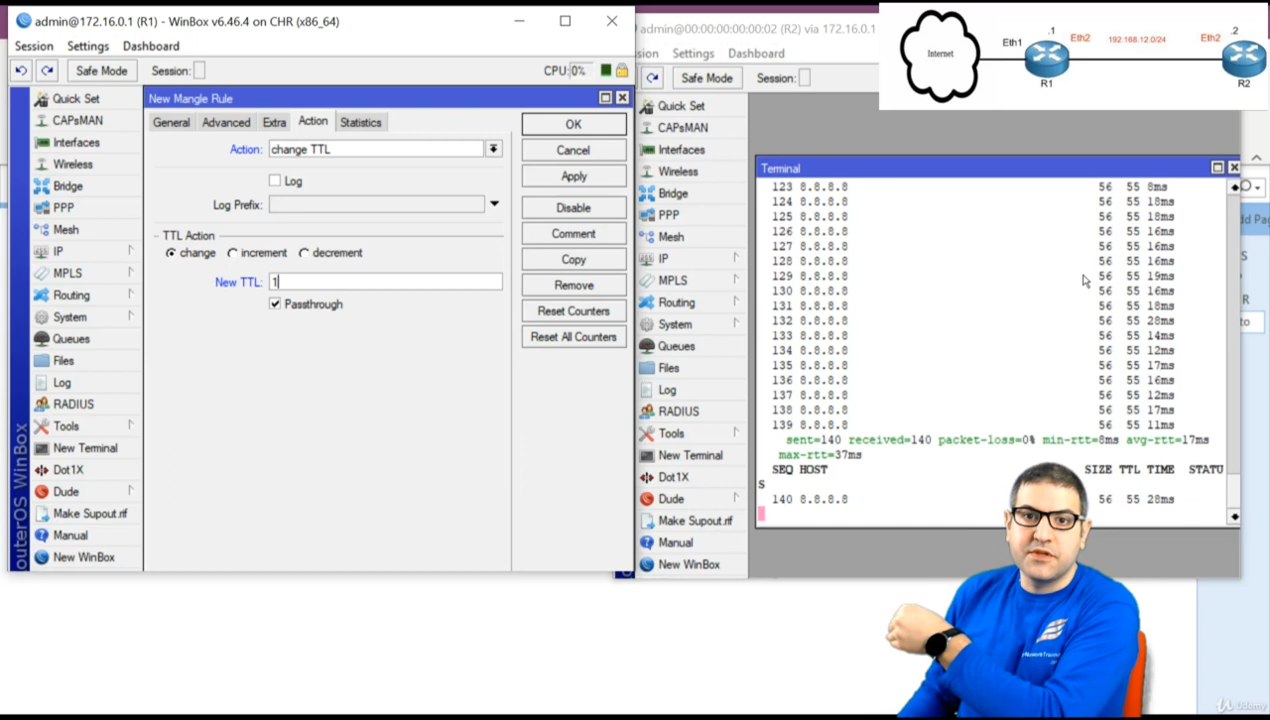 admin@172.16.0.1 (R1) - WinBox v6.46.4 on CHR (x86_64)
Session Settings Dashboard
Safe Mode Session: CPU: 0%
Quick Set
CAPsMAN
Interfaces
Wireless
Bridge
PPP
Mesh
IP
MPLS
Routing
System
Queues
Files
Log
RADIUS
Tools
New Terminal
Dot1X
Dude
Make Supout.rif
Manual
New WinBox
outerOS WinBox
New Mangle Rule
General Advanced Extra Action Statistics
Action: change TTL
Log
Log Prefix:
TTL Action
change increment decrement
New TTL: 1
Passthrough
OK
Cancel
Apply
Disable
Comment
Copy
Remove
Reset Counters
Reset All Counters
admin@00:00:00:00:00:02 (R2) via 172.16.0.1
sion Settings Dashboard
Safe Mode Session:
Quick Set
CAPsMAN
Interfaces
Wireless
Bridge
PPP
Mesh
IP
MPLS
Routing
System
Queues
Files
Log
RADIUS
Tools
New Terminal
Dot1X
Dude
Make Supout.rif
Manual
New WinBox
Terminal
123 8.8.8.8 56 55 8ms
124 8.8.8.8 56 55 18ms
125 8.8.8.8 56 55 18ms
126 8.8.8.8 56 55 16ms
127 8.8.8.8 56 55 16ms
128 8.8.8.8 56 55 16ms
129 8.8.8.8 56 55 19ms
130 8.8.8.8 56 55 16ms
131 8.8.8.8 56 55 18ms
132 8.8.8.8 56 55 28ms
133 8.8.8.8 56 55 14ms
134 8.8.8.8 56 55 12ms
135 8.8.8.8 56 55 17ms
136 8.8.8.8 56 55 16ms
137 8.8.8.8 56 55 12ms
138 8.8.8.8 56 55 17ms
139 8.8.8.8 56 55 11ms
sent=140 received=140 packet-loss=0% min-rtt=8ms avg-rtt=17ms
max-rtt=37ms
SEQ HOST SIZE TTL TIME STATU
S
140 8.8.8.8 56 55 28ms
Internet
Eth1 .1 Eth2 192.168.12.0/24 Eth2 .2
R1 R2
dd Pag
S
R
to
Udemy